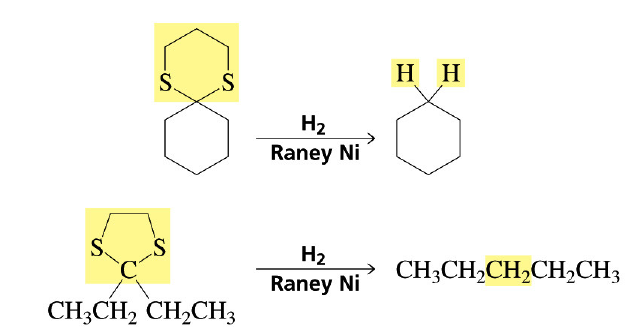 H H
S S
H₂
Raney Ni
S S
C
CH₃CH₂ CH₂CH₃
H₂
Raney Ni
CH₃CH₂CH₂CH₂CH₃